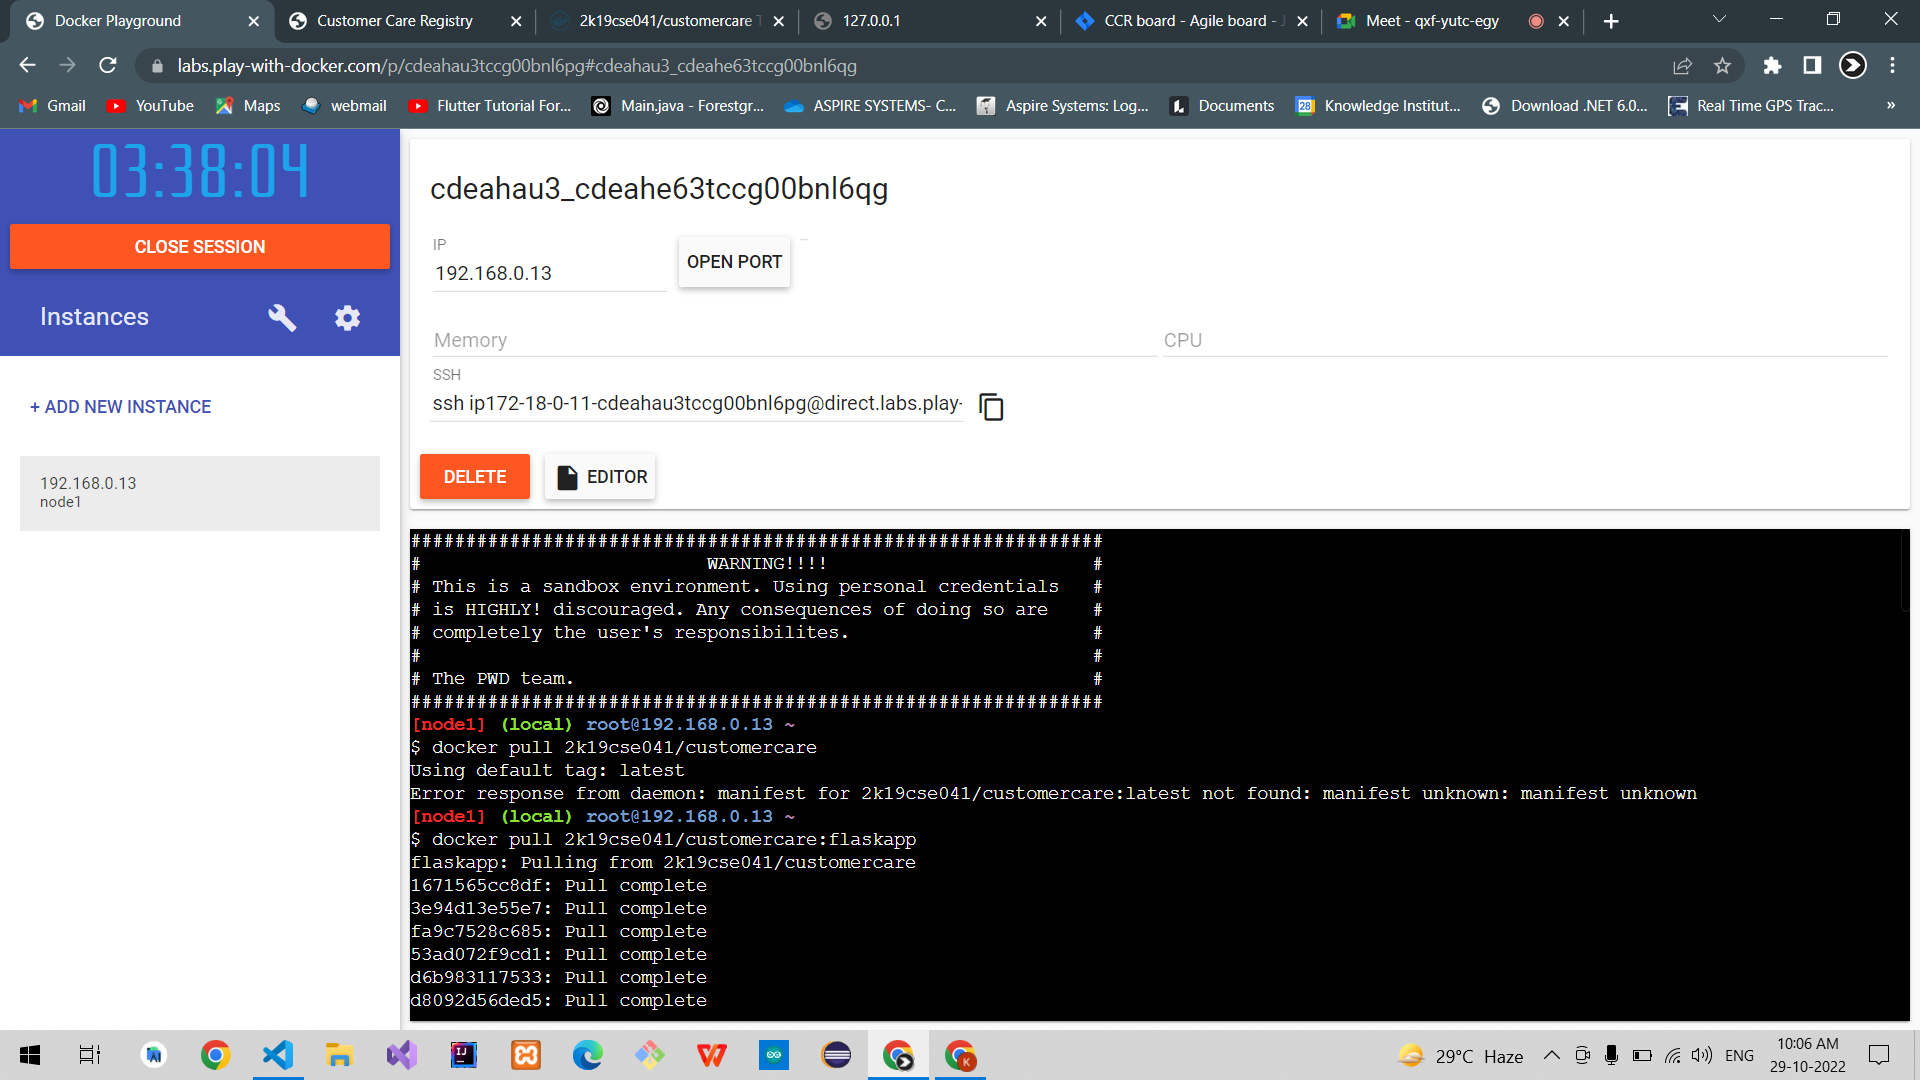 Docker Playground
Customer Care Registry
2k19cse041/customercare
127.0.0.1
CCR board - Agile board -
Meet - qxf-yutc-egy
labs.play-with-docker.com/p/cdeahau3tccg00bnl6pg#cdeahau3_cdeahe63tccg00bnl6qg
Gmail
YouTube
Maps
webmail
Flutter Tutorial For...
Main.java - Forestgr...
ASPIRE SYSTEMS- C...
Aspire Systems: Log...
Documents
28
Knowledge Institut...
Download .NET 6.0...
Real Time GPS Trac...
»
03:38:04
CLOSE SESSION
Instances
+ ADD NEW INSTANCE
192.168.0.13
node1
cdeahau3_cdeahe63tccg00bnl6qg
IP
192.168.0.13
OPEN PORT
Memory
CPU
SSH
ssh ip172-18-0-11-cdeahau3tccg00bnl6pg@direct.labs.play-
DELETE
EDITOR
###############################################################
# WARNING!!!! #
# This is a sandbox environment. Using personal credentials #
# is HIGHLY! discouraged. Any consequences of doing so are #
# completely the user's responsibilites. #
# #
# The PWD team. #
###############################################################
[node1] (local) root@192.168.0.13 ~
$ docker pull 2k19cse041/customercare
Using default tag: latest
Error response from daemon: manifest for 2k19cse041/customercare:latest not found: manifest unknown: manifest unknown
[node1] (local) root@192.168.0.13 ~
$ docker pull 2k19cse041/customercare:flaskapp
flaskapp: Pulling from 2k19cse041/customercare
1671565cc8df: Pull complete
3e94d13e55e7: Pull complete
fa9c7528c685: Pull complete
53ad072f9cd1: Pull complete
d6b983117533: Pull complete
d8092d56ded5: Pull complete
29°C Haze
ENG
10:06 AM
29-10-2022